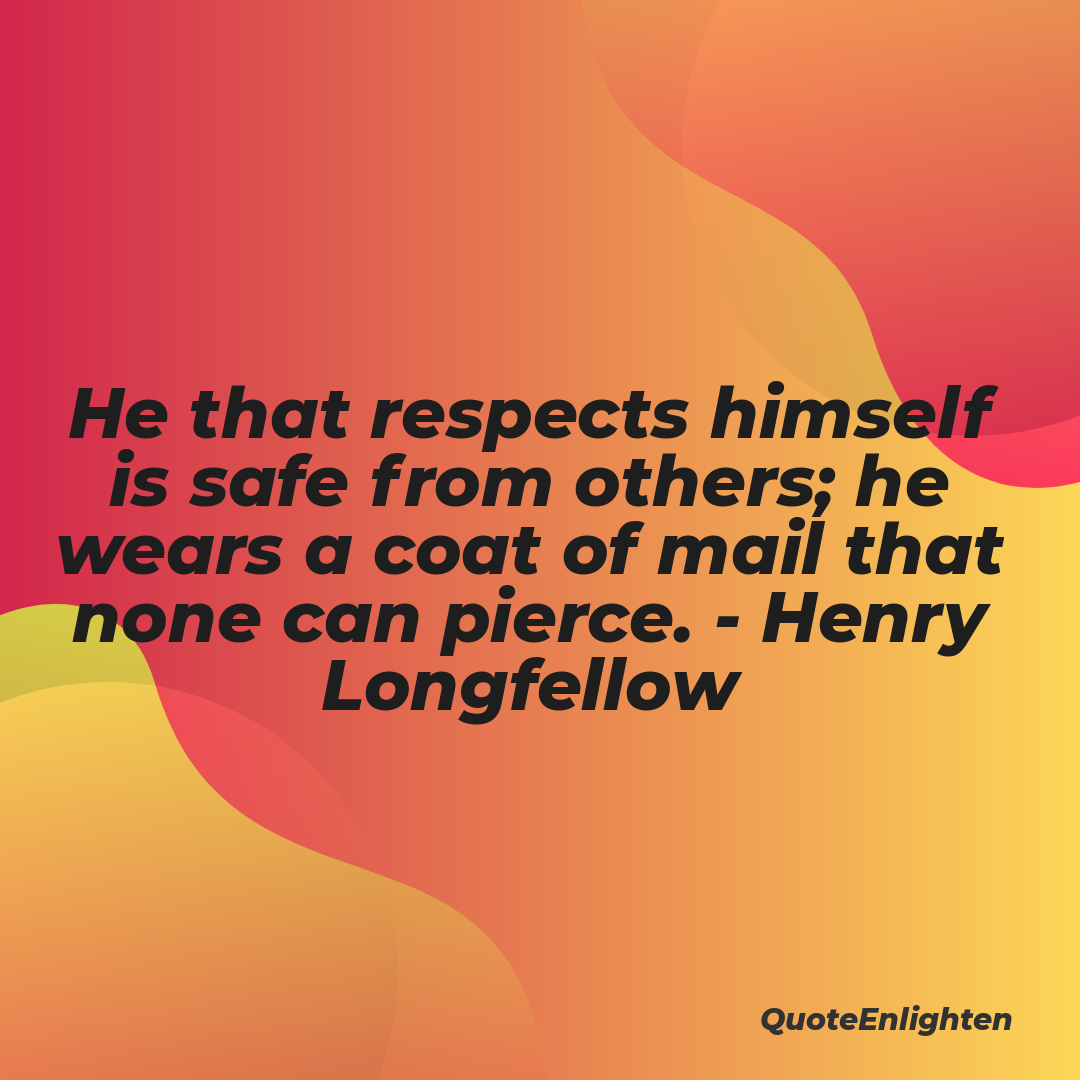 He that respects himself
is safe from others; he
wears a coat of mail that
none can pierce. - Henry
Longfellow
QuoteEnlighten